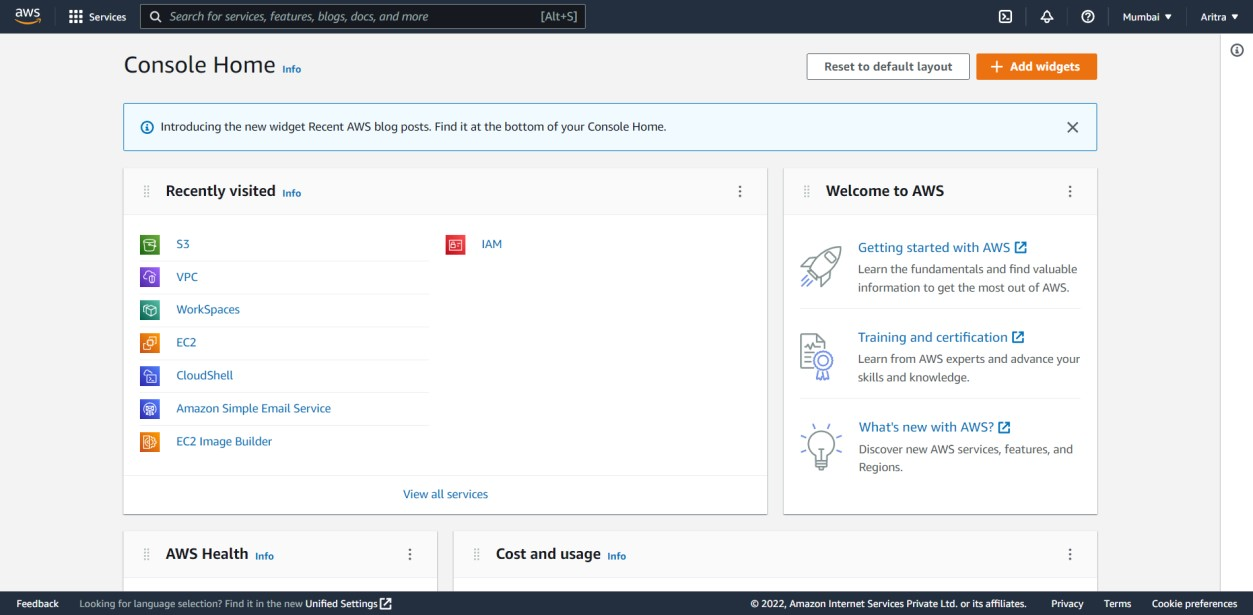 aws Services Search for services, features, blogs, docs, and more [Alt+S] Mumbai ▼ Aritra ▼
Console Home Info
Reset to default layout
+ Add widgets
Introducing the new widget Recent AWS blog posts. Find it at the bottom of your Console Home.
Recently visited Info
S3
VPC
WorkSpaces
EC2
CloudShell
Amazon Simple Email Service
EC2 Image Builder
IAM
View all services
Welcome to AWS
Getting started with AWS
Learn the fundamentals and find valuable
information to get the most out of AWS.
Training and certification
Learn from AWS experts and advance your
skills and knowledge.
What's new with AWS?
Discover new AWS services, features, and
Regions.
AWS Health Info
Cost and usage Info
Feedback Looking for language selection? Find it in the new Unified Settings © 2022, Amazon Internet Services Private Ltd. or its affiliates. Privacy Terms Cookie preferences